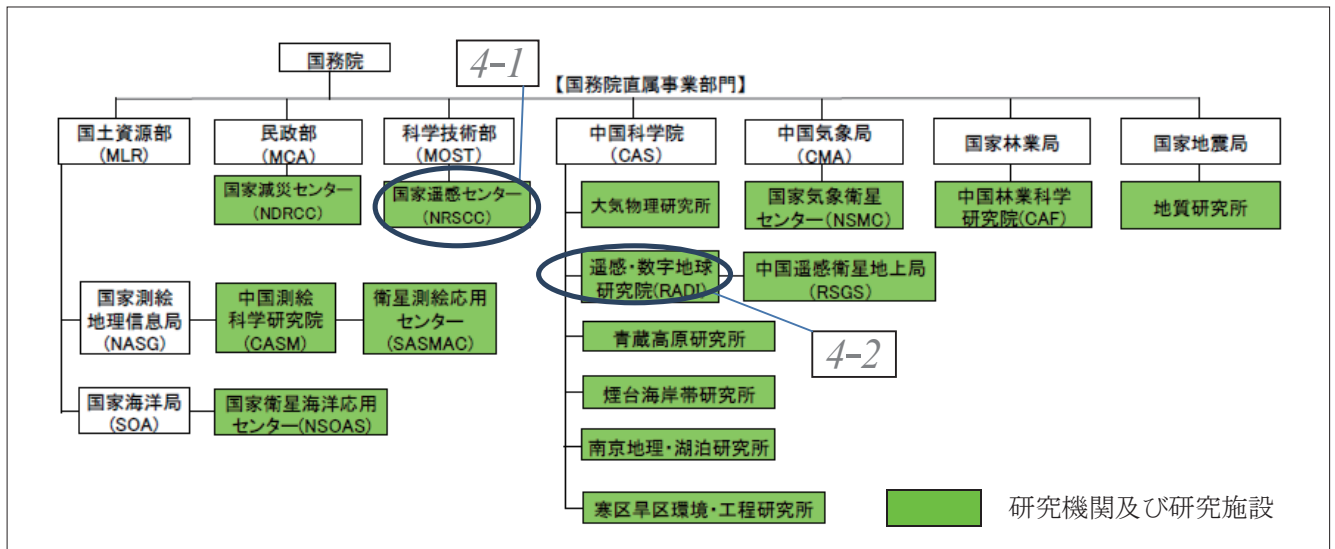 国務院
4-1
【国務院直属事業部門】
国土資源部
(MLR)
民政部
(MCA)
科学技術部
(MOST)
中国科学院
(CAS)
中国気象局
(CMA)
国家林業局
国家地震局
国家減災センター
(NDRCC)
国家遥感センター
(NRSCC)
大気物理研究所
国家気象衛星
センター(NSMC)
中国林業科学
研究院(CAF)
地質研究所
遥感・数字地球
研究院(RADI)
中国遥感衛星地上局
(RSGS)
国家測絵
地理信息局
(NASG)
中国測絵
科学研究院
(CASM)
衛星測絵応用
センター
(SASMAC)
青蔵高原研究所
4-2
煙台海岸帯研究所
国家海洋局
(SOA)
国家衛星海洋応用
センター(NSOAS)
南京地理・湖泊研究所
寒区旱区環境・工程研究所
研究機関及び研究施設